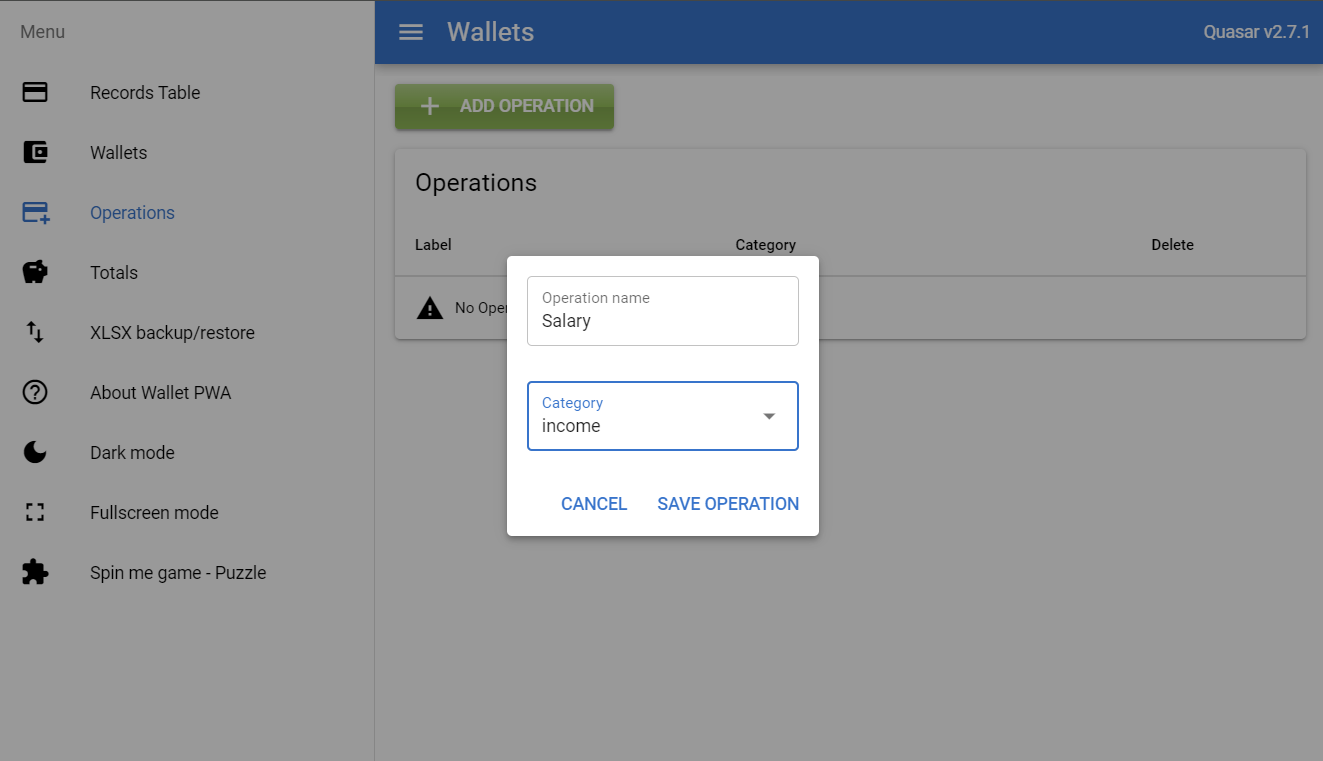 Menu
Records Table
Wallets
Operations
Totals
XLSX backup/restore
About Wallet PWA
Dark mode
Fullscreen mode
Spin me game - Puzzle
Wallets
Quasar v2.7.1
ADD OPERATION
Operations
Label Category Delete
No
Operation name
Salary
Category
income
CANCEL SAVE OPERATION